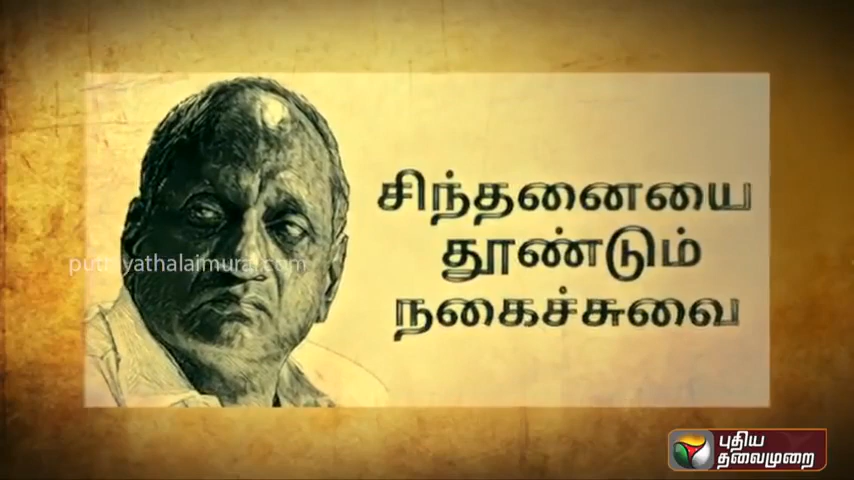 சிந்தனையை
தூண்டும்
நகைச்சுவை
puthiyathalaimurai.com
புதிய
தலைமுறை